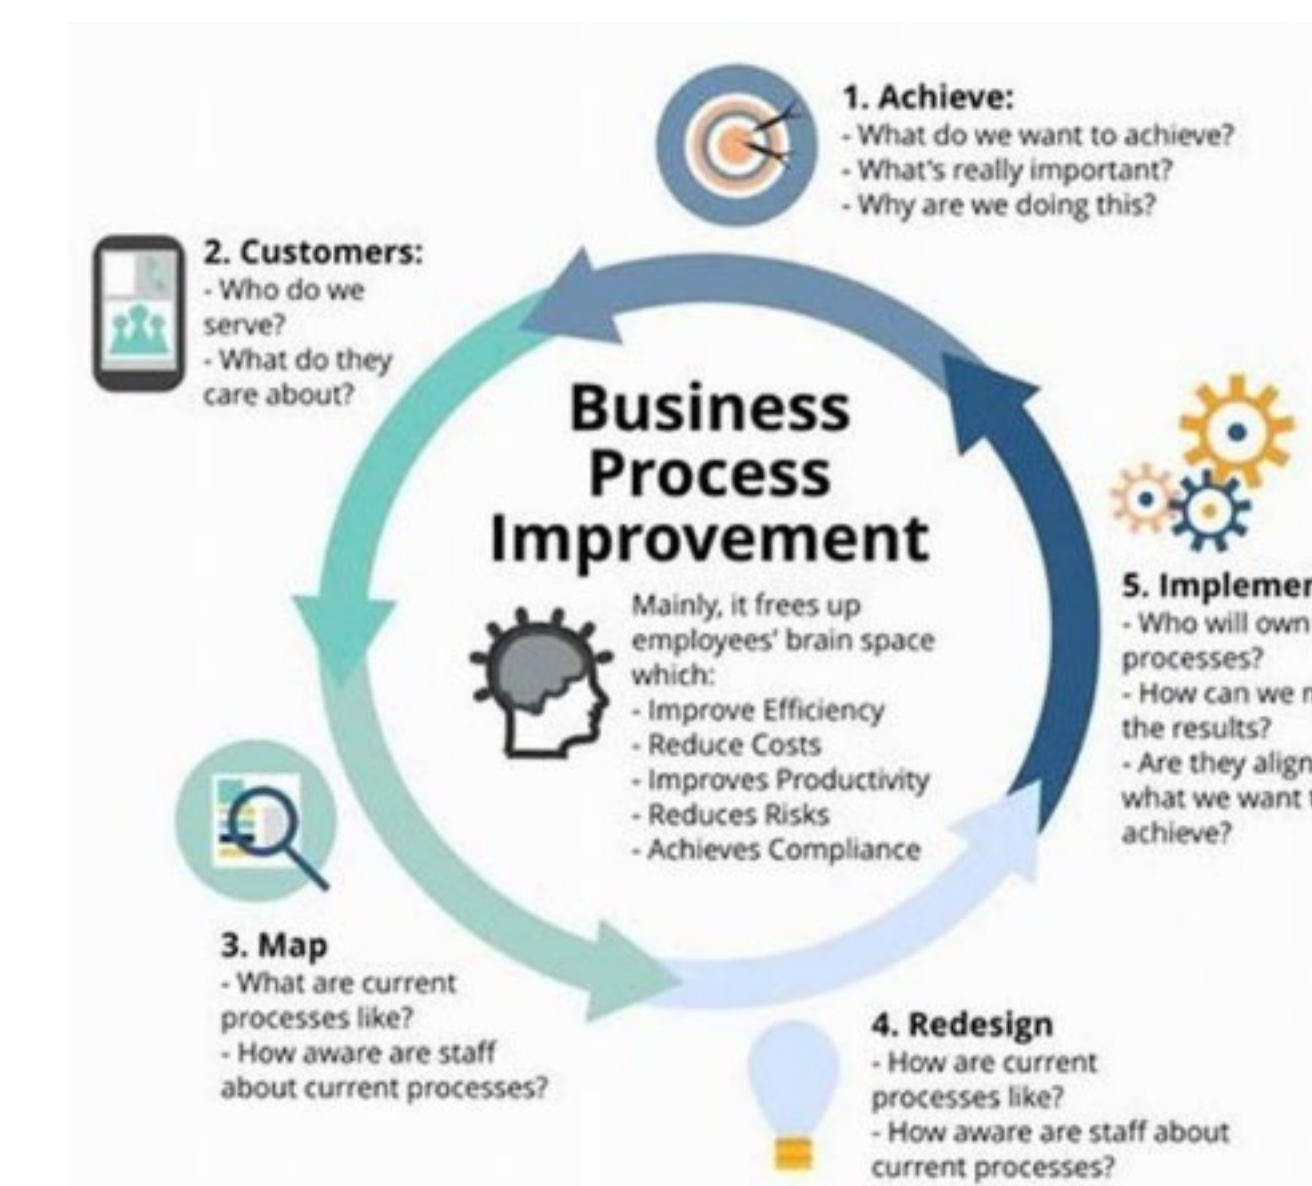 1. Achieve:
- What do we want to achieve?
- What's really important?
- Why are we doing this?
2. Customers:
- Who do we
serve?
- What do they
care about?
Business
Process
Improvement
Mainly, it frees up
employees' brain space
which:
- Improve Efficiency
- Reduce Costs
- Improves Productivity
- Reduces Risks
- Achieves Compliance
3. Map
- What are current
processes like?
- How aware are staff
about current processes?
4. Redesign
- How are current
processes like?
- How aware are staff about
current processes?
5.
- Who will own
processes?
- How can we
the results?
- Are they
what we want
achieve?